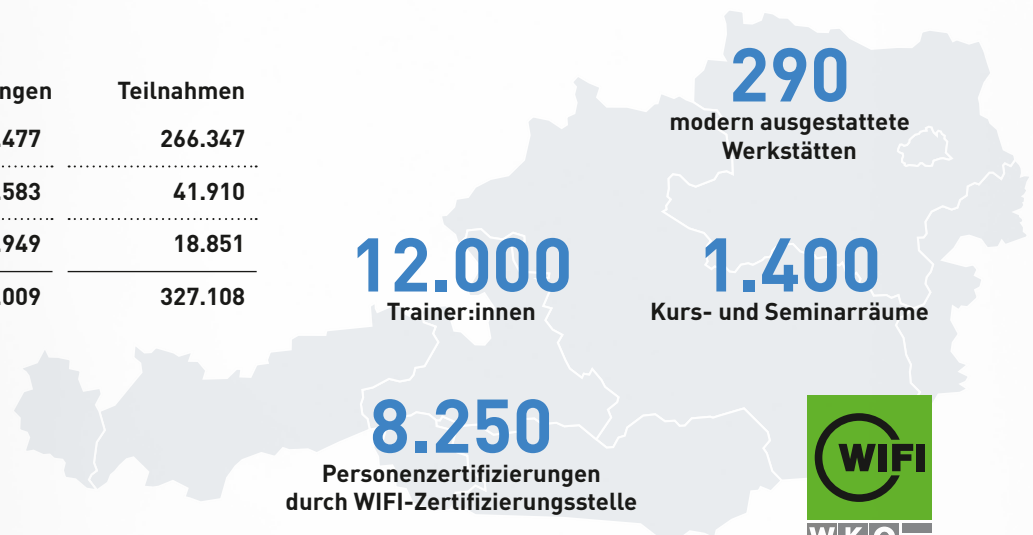 Teilnahmen
477 266.347
583 41.910
949 18.851
009 327.108
290
modern ausgestattete
Werkstätten
12.000
Trainer:innen
1.400
Kurs- und Seminarräume
8.250
Personenzertifizierungen
durch WIFI-Zertifizierungsstelle
WIFI
WKO